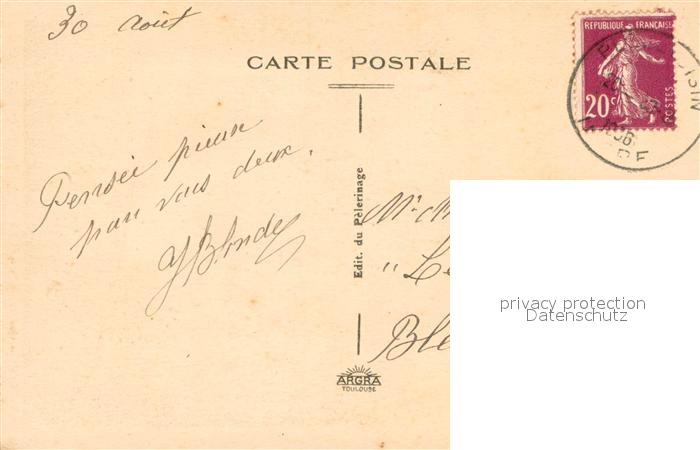 30 août
CARTE POSTALE
REPUBLIQUE FRANÇAISE
20c
POSTES
Pensée pieuse
pour vous deux.
Edit. du Pèlerinage
privacy protection
Datenschutz
ARGRA
TOULOUSE